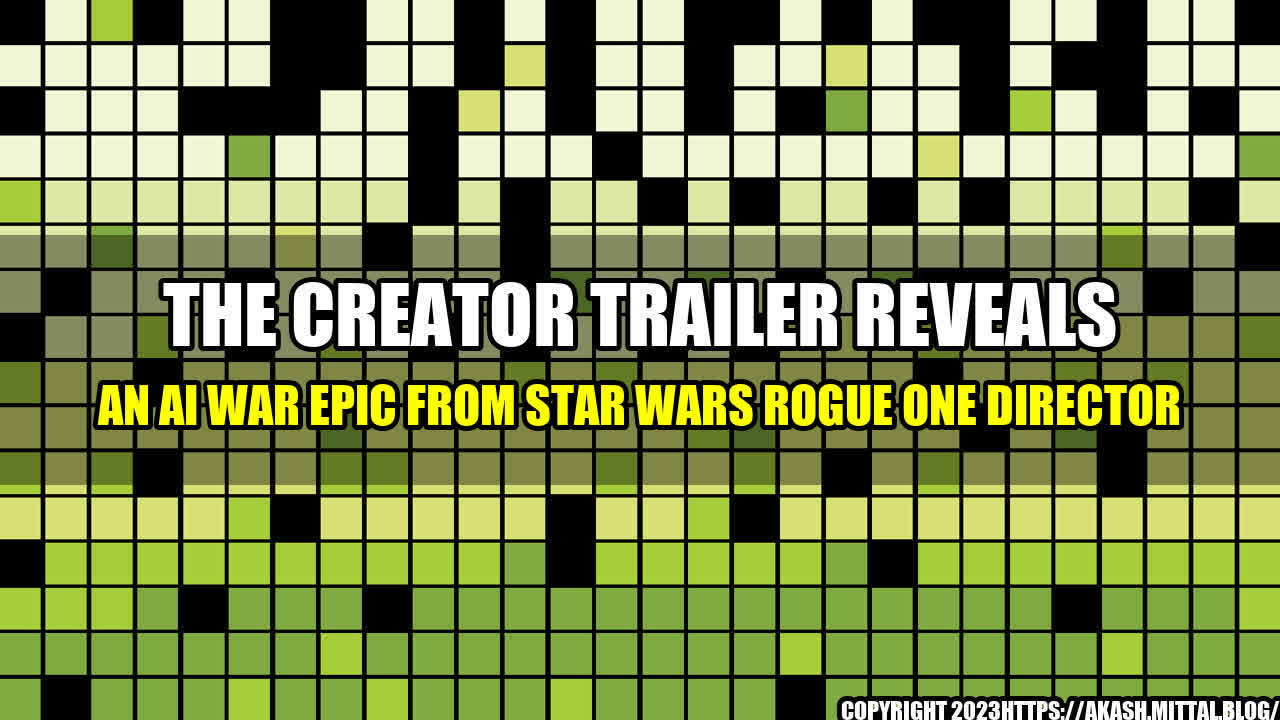 THE CREATOR TRAILER REVEALS
AN AI WAR EPIC FROM STAR WARS ROGUE ONE DIRECTOR
COPYRIGHT 2023HTTPS://AKASH.MITTAL.BLOG/